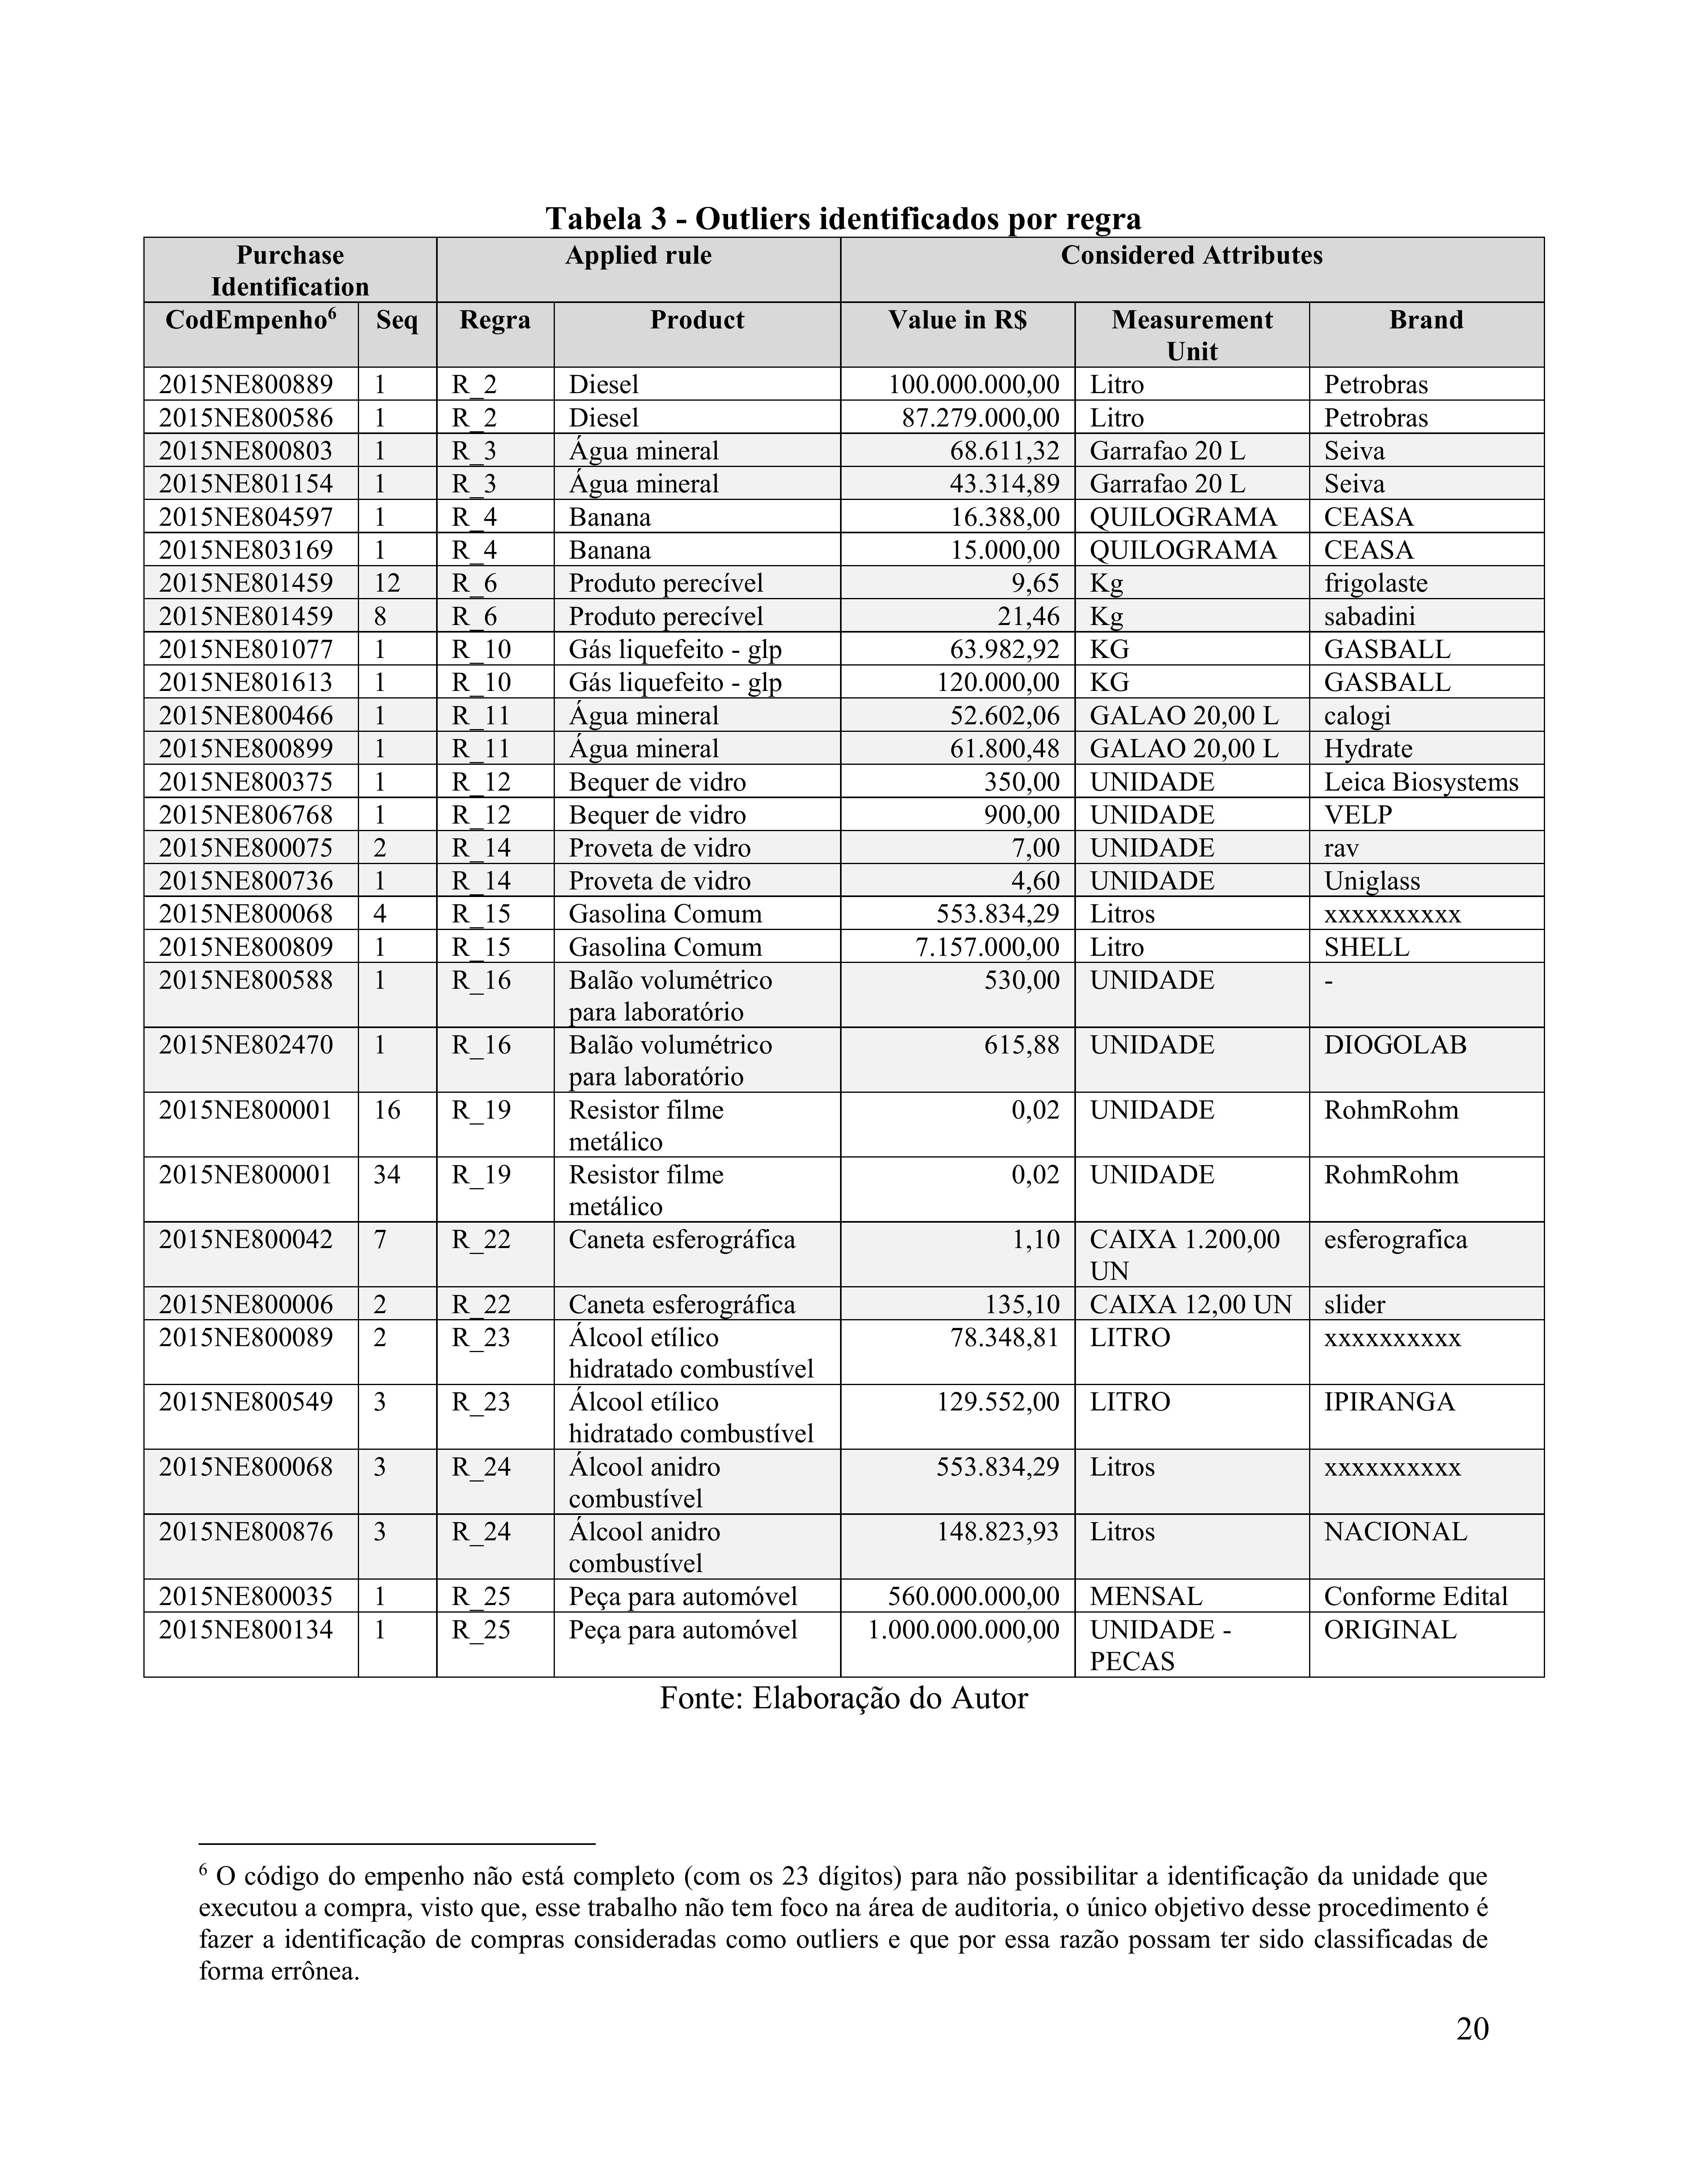 Tabela 3 - Outliers identificados por regra
Purchase Identification Applied rule Considered Attributes
CodEmpenho6 Seq Regra Product Value in R$ Measurement Unit Brand
2015NE800889 1 R_2 Diesel 100.000.000,00 Litro Petrobras
2015NE800586 1 R_2 Diesel 87.279.000,00 Litro Petrobras
2015NE800803 1 R_3 Água mineral 68.611,32 Garrafao 20 L Seiva
2015NE801154 1 R_3 Água mineral 43.314,89 Garrafao 20 L Seiva
2015NE804597 1 R_4 Banana 16.388,00 QUILOGRAMA CEASA
2015NE803169 1 R_4 Banana 15.000,00 QUILOGRAMA CEASA
2015NE801459 12 R_6 Produto perecível 9,65 Kg frigolaste
2015NE801459 8 R_6 Produto perecível 21,46 Kg sabadini
2015NE801077 1 R_10 Gás liquefeito - glp 63.982,92 KG GASBALL
2015NE801613 1 R_10 Gás liquefeito - glp 120.000,00 KG GASBALL
2015NE800466 1 R_11 Água mineral 52.602,06 GALAO 20,00 L calogi
2015NE800899 1 R_11 Água mineral 61.800,48 GALAO 20,00 L Hydrate
2015NE800375 1 R_12 Bequer de vidro 350,00 UNIDADE Leica Biosystems
2015NE806768 1 R_12 Bequer de vidro 900,00 UNIDADE VELP
2015NE800075 2 R_14 Proveta de vidro 7,00 UNIDADE rav
2015NE800736 1 R_14 Proveta de vidro 4,60 UNIDADE Uniglass
2015NE800068 4 R_15 Gasolina Comum 553.834,29 Litros xxxxxxxxxx
2015NE800809 1 R_15 Gasolina Comum 7.157.000,00 Litro SHELL
2015NE800588 1 R_16 Balão volumétrico para laboratório 530,00 UNIDADE -
2015NE802470 1 R_16 Balão volumétrico para laboratório 615,88 UNIDADE DIOGOLAB
2015NE800001 16 R_19 Resistor filme metálico 0,02 UNIDADE RohmRohm
2015NE800001 34 R_19 Resistor filme metálico 0,02 UNIDADE RohmRohm
2015NE800042 7 R_22 Caneta esferográfica 1,10 CAIXA 1.200,00 UN esferografica
2015NE800006 2 R_22 Caneta esferográfica 135,10 CAIXA 12,00 UN slider
2015NE800089 2 R_23 Álcool etílico hidratado combustível 78.348,81 LITRO xxxxxxxxxx
2015NE800549 3 R_23 Álcool etílico hidratado combustível 129.552,00 LITRO IPIRANGA
2015NE800068 3 R_24 Álcool anidro combustível 553.834,29 Litros xxxxxxxxxx
2015NE800876 3 R_24 Álcool anidro combustível 148.823,93 Litros NACIONAL
2015NE800035 1 R_25 Peça para automóvel 560.000.000,00 MENSAL Conforme Edital
2015NE800134 1 R_25 Peça para automóvel 1.000.000.000,00 UNIDADE - PECAS ORIGINAL
Fonte: Elaboração do Autor
6 O código do empenho não está completo (com os 23 dígitos) para não possibilitar a identificação da unidade que
executou a compra, visto que, esse trabalho não tem foco na área de auditoria, o único objetivo desse procedimento é
fazer a identificação de compras consideradas como outliers e que por essa razão possam ter sido classificadas de
forma errônea.
20